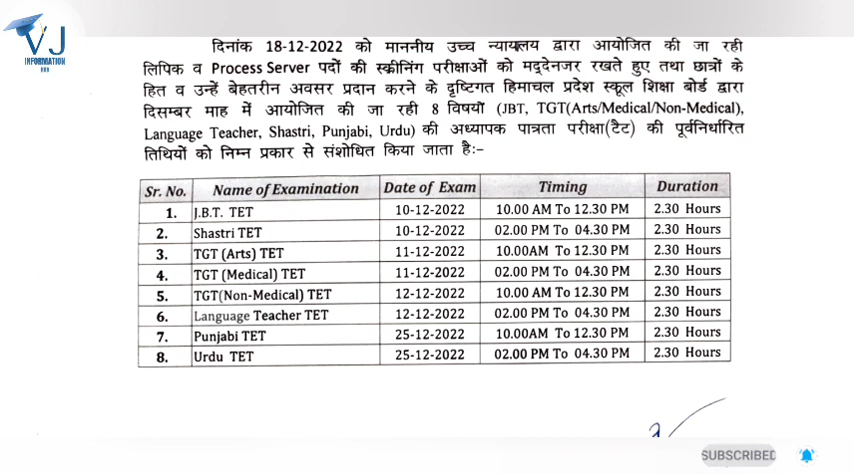 VJ
INFORMATION
HUB
दिनांक 18-12-2022 को माननीय उच्च न्यायलय द्वारा आयोजित की जा रही
लिपिक व Process Server पदों की स्क्रीनिंग परीक्षाओं को मद्देनजर रखते हुए तथा छात्रों के
हित व उन्हें बेहतरीन अवसर प्रदान करने के दृष्टिगत हिमाचल प्रदेश स्कूल शिक्षा बोर्ड द्वारा
दिसम्बर माह में आयोजित की जा रही 8 विषयों (JBT, TGT(Arts/Medical/Non-Medical),
Language Teacher, Shastri, Punjabi, Urdu) की अध्यापक पात्रता परीक्षा(टैट) की पूर्वनिर्धारित
तिथियों को निम्न प्रकार से संशोधित किया जाता है:-
Sr. No. Name of Examination Date of Exam Timing Duration
1. J.B.T. TET 10-12-2022 10.00 AM To 12.30 PM 2.30 Hours
2. Shastri TET 10-12-2022 02.00 PM To 04.30 PM 2.30 Hours
3. TGT (Arts) TET 11-12-2022 10.00AM To 12.30 PM 2.30 Hours
4. TGT (Medical) TET 11-12-2022 02.00 PM To 04.30 PM 2.30 Hours
5. TGT(Non-Medical) TET 12-12-2022 10.00 AM To 12.30 PM 2.30 Hours
6. Language Teacher TET 12-12-2022 02.00 PM To 04.30 PM 2.30 Hours
7. Punjabi TET 25-12-2022 10.00AM To 12.30 PM 2.30 Hours
8. Urdu TET 25-12-2022 02.00 PM To 04.30 PM 2.30 Hours
SUBSCRIBED